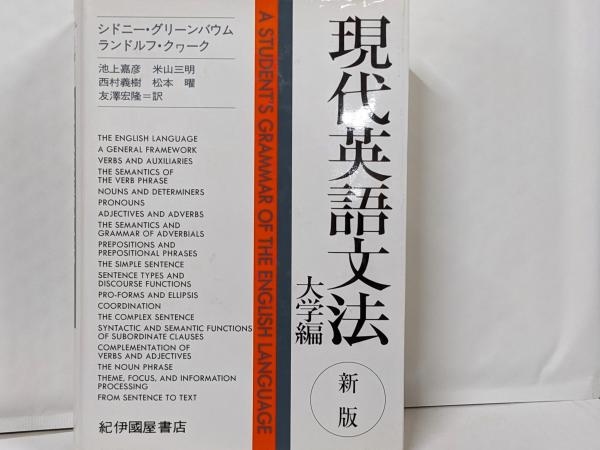 シドニー・グリーンバウム
ランドルフ・クヮーク
池上嘉彦 米山三明
西村義樹 松本 曜
友澤宏隆=訳
THE ENGLISH LANGUAGE
A GENERAL FRAMEWORK
VERBS AND AUXILIARIES
THE SEMANTICS OF
THE VERB PHRASE
NOUNS AND DETERMINERS
PRONOUNS
ADJECTIVES AND ADVERBS
THE SEMANTICS AND
GRAMMAR OF ADVERBIALS
PREPOSITIONS AND
PREPOSITIONAL PHRASES
THE SIMPLE SENTENCE
SENTENCE TYPES AND
DISCOURSE FUNCTIONS
PRO-FORMS AND ELLIPSIS
COORDINATION
THE COMPLEX SENTENCE
SYNTACTIC AND SEMANTIC FUNCTIONS
OF SUBORDINATE CLAUSES
COMPLEMENTATION OF
VERBS AND ADJECTIVES
THE NOUN PHRASE
THEME, FOCUS, AND INFORMATION
PROCESSING
FROM SENTENCE TO TEXT
紀伊國屋書店
A STUDENT'S GRAMMAR OF THE ENGLISH LANGUAGE
現代英語文法
大学編
新版